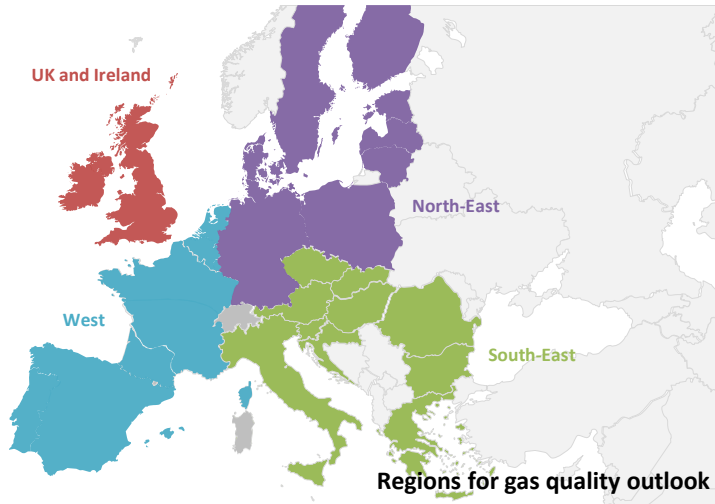 UK and Ireland
North-East
West
South-East
Regions for gas quality outlook